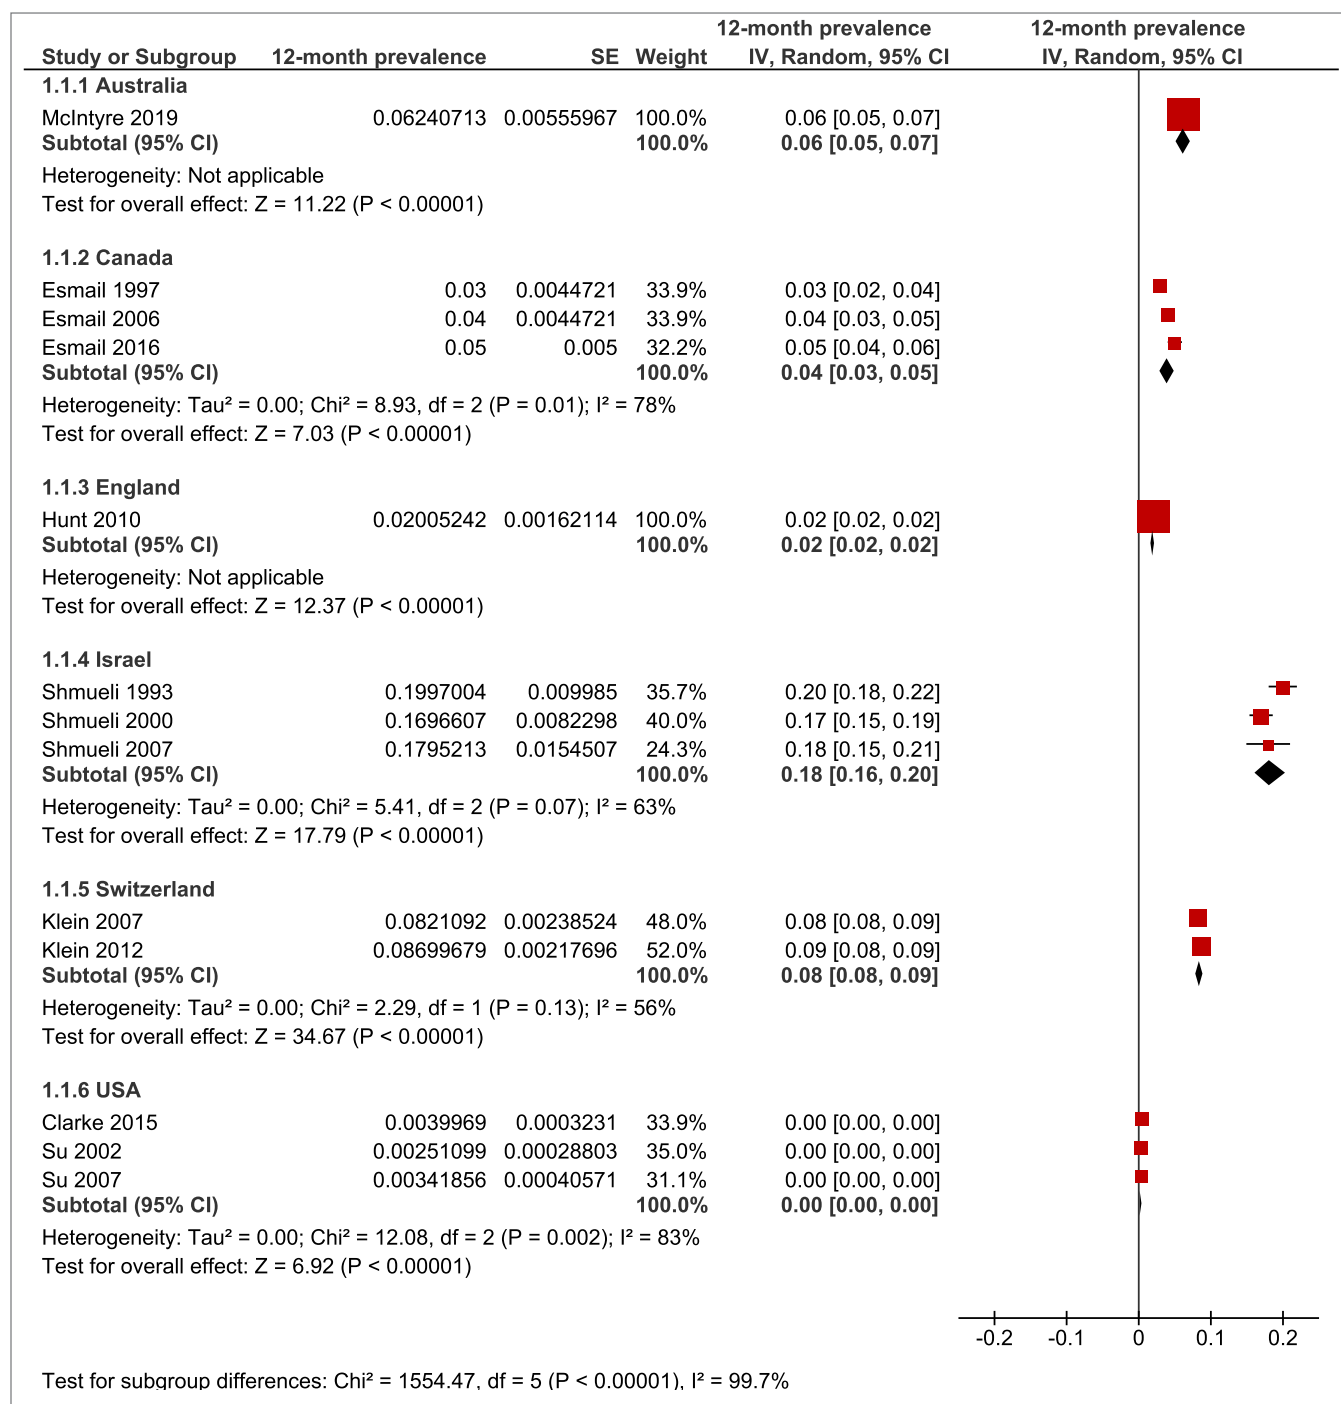 12-month prevalence 12-month prevalence
Study or Subgroup 12-month prevalence SE Weight IV, Random, 95% CI IV, Random, 95% CI
1.1.1 Australia
McIntyre 2019 0.06240713 0.00555967 100.0% 0.06 [0.05, 0.07]
Subtotal (95% CI) 100.0% 0.06 [0.05, 0.07]
Heterogeneity: Not applicable
Test for overall effect: Z = 11.22 (P < 0.00001)
1.1.2 Canada
Esmail 1997 0.03 0.0044721 33.9% 0.03 [0.02, 0.04]
Esmail 2006 0.04 0.0044721 33.9% 0.04 [0.03, 0.05]
Esmail 2016 0.05 0.005 32.2% 0.05 [0.04, 0.06]
Subtotal (95% CI) 100.0% 0.04 [0.03, 0.05]
Heterogeneity: Tau² = 0.00; Chi² = 8.93, df = 2 (P = 0.01); I² = 78%
Test for overall effect: Z = 7.03 (P < 0.00001)
1.1.3 England
Hunt 2010 0.02005242 0.00162114 100.0% 0.02 [0.02, 0.02]
Subtotal (95% CI) 100.0% 0.02 [0.02, 0.02]
Heterogeneity: Not applicable
Test for overall effect: Z = 12.37 (P < 0.00001)
1.1.4 Israel
Shmueli 1993 0.1997004 0.009985 35.7% 0.20 [0.18, 0.22]
Shmueli 2000 0.1696607 0.0082298 40.0% 0.17 [0.15, 0.19]
Shmueli 2007 0.1795213 0.0154507 24.3% 0.18 [0.15, 0.21]
Subtotal (95% CI) 100.0% 0.18 [0.16, 0.20]
Heterogeneity: Tau² = 0.00; Chi² = 5.41, df = 2 (P = 0.07); I² = 63%
Test for overall effect: Z = 17.79 (P < 0.00001)
1.1.5 Switzerland
Klein 2007 0.0821092 0.00238524 48.0% 0.08 [0.08, 0.09]
Klein 2012 0.08699679 0.00217696 52.0% 0.09 [0.08, 0.09]
Subtotal (95% CI) 100.0% 0.08 [0.08, 0.09]
Heterogeneity: Tau² = 0.00; Chi² = 2.29, df = 1 (P = 0.13); I² = 56%
Test for overall effect: Z = 34.67 (P < 0.00001)
1.1.6 USA
Clarke 2015 0.0039969 0.0003231 33.9% 0.00 [0.00, 0.00]
Su 2002 0.00251099 0.00028803 35.0% 0.00 [0.00, 0.00]
Su 2007 0.00341856 0.00040571 31.1% 0.00 [0.00, 0.00]
Subtotal (95% CI) 100.0% 0.00 [0.00, 0.00]
Heterogeneity: Tau² = 0.00; Chi² = 12.08, df = 2 (P = 0.002); I² = 83%
Test for overall effect: Z = 6.92 (P < 0.00001)
-0.2 -0.1 0 0.1 0.2
Test for subgroup differences: Chi² = 1554.47, df = 5 (P < 0.00001), I² = 99.7%